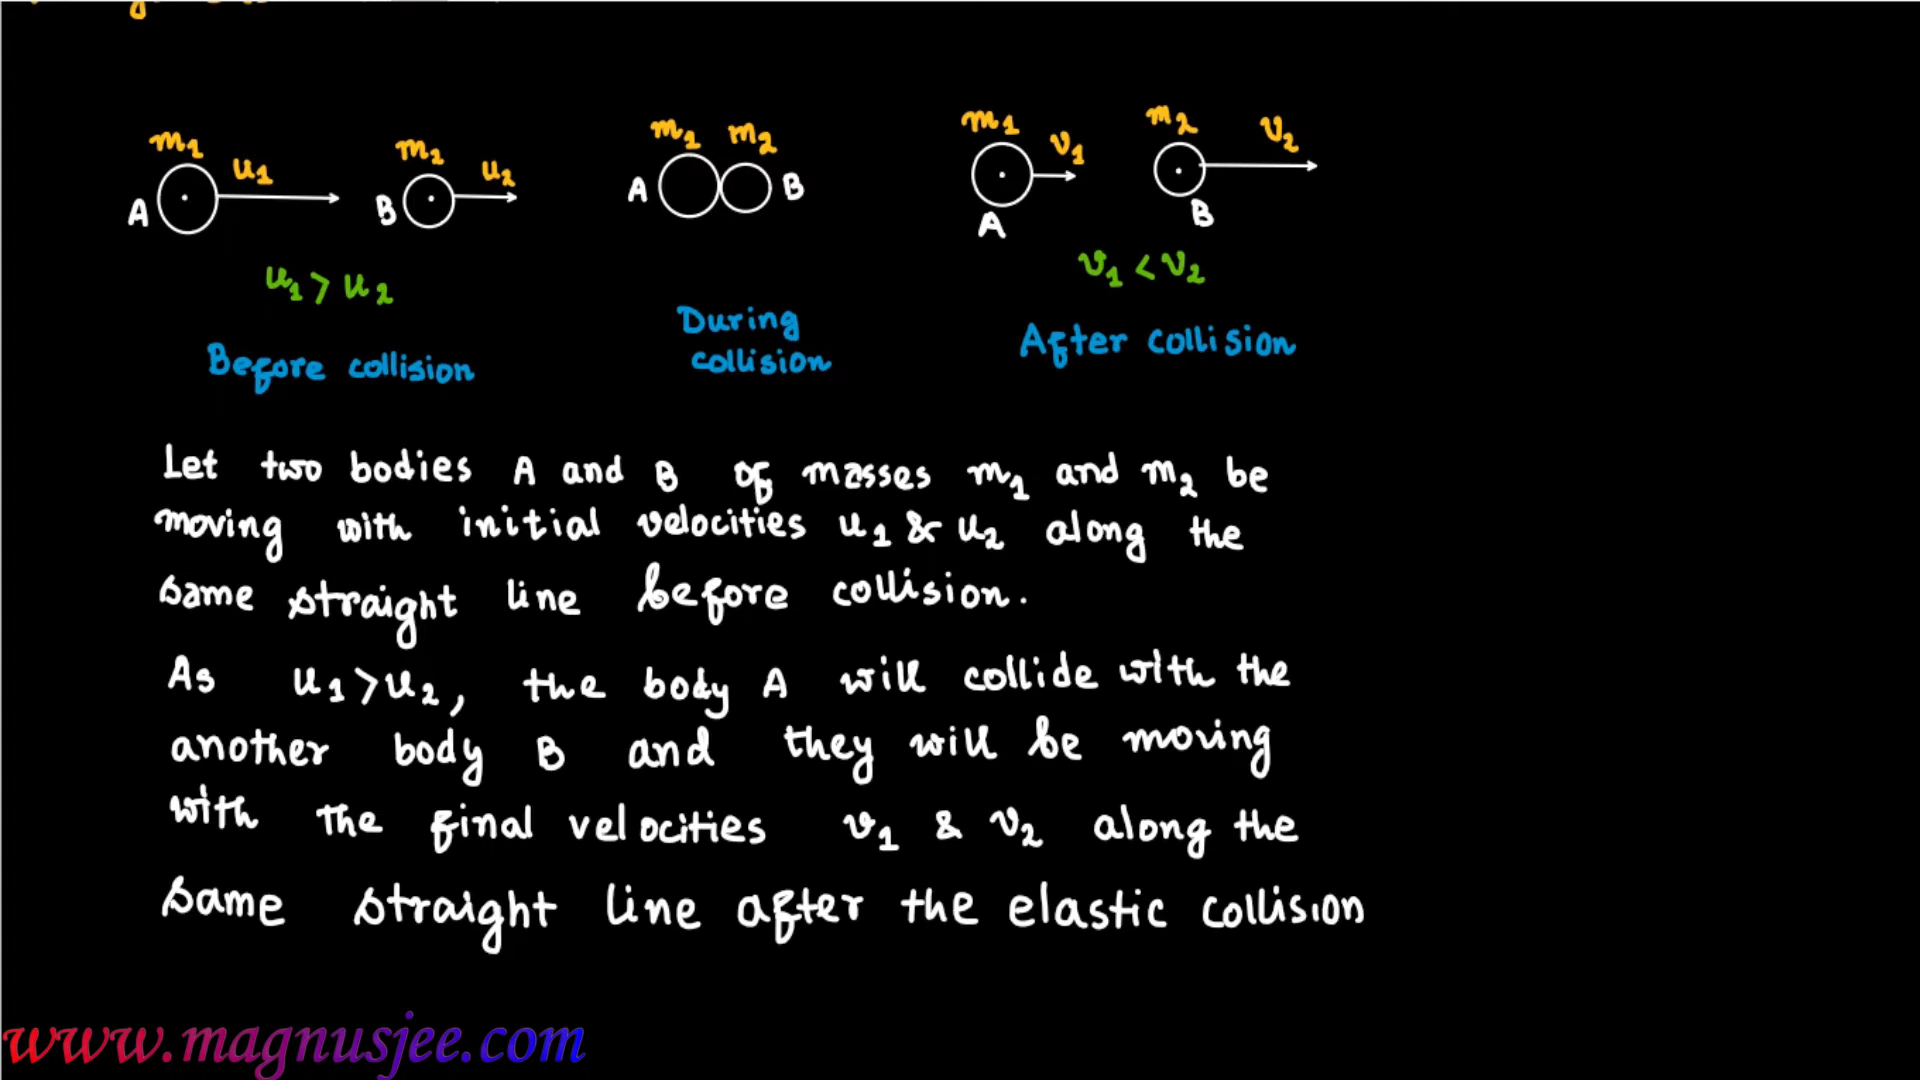 m₁ u₁ m₂ u₂
A B
u₁ > u₂
Before collision
m₁ m₂
A B
During
collision
m₁ v₁ m₂ v₂
A B
v₁ < v₂
After collision
Let two bodies A and B of masses m₁ and m₂ be
moving with initial velocities u₁ & u₂ along the
same straight line before collision.
As u₁>u₂, the body A will collide with the
another body B and they will be moving
with the final velocities v₁ & v₂ along the
same straight line after the elastic collision
www.magnusjee.com